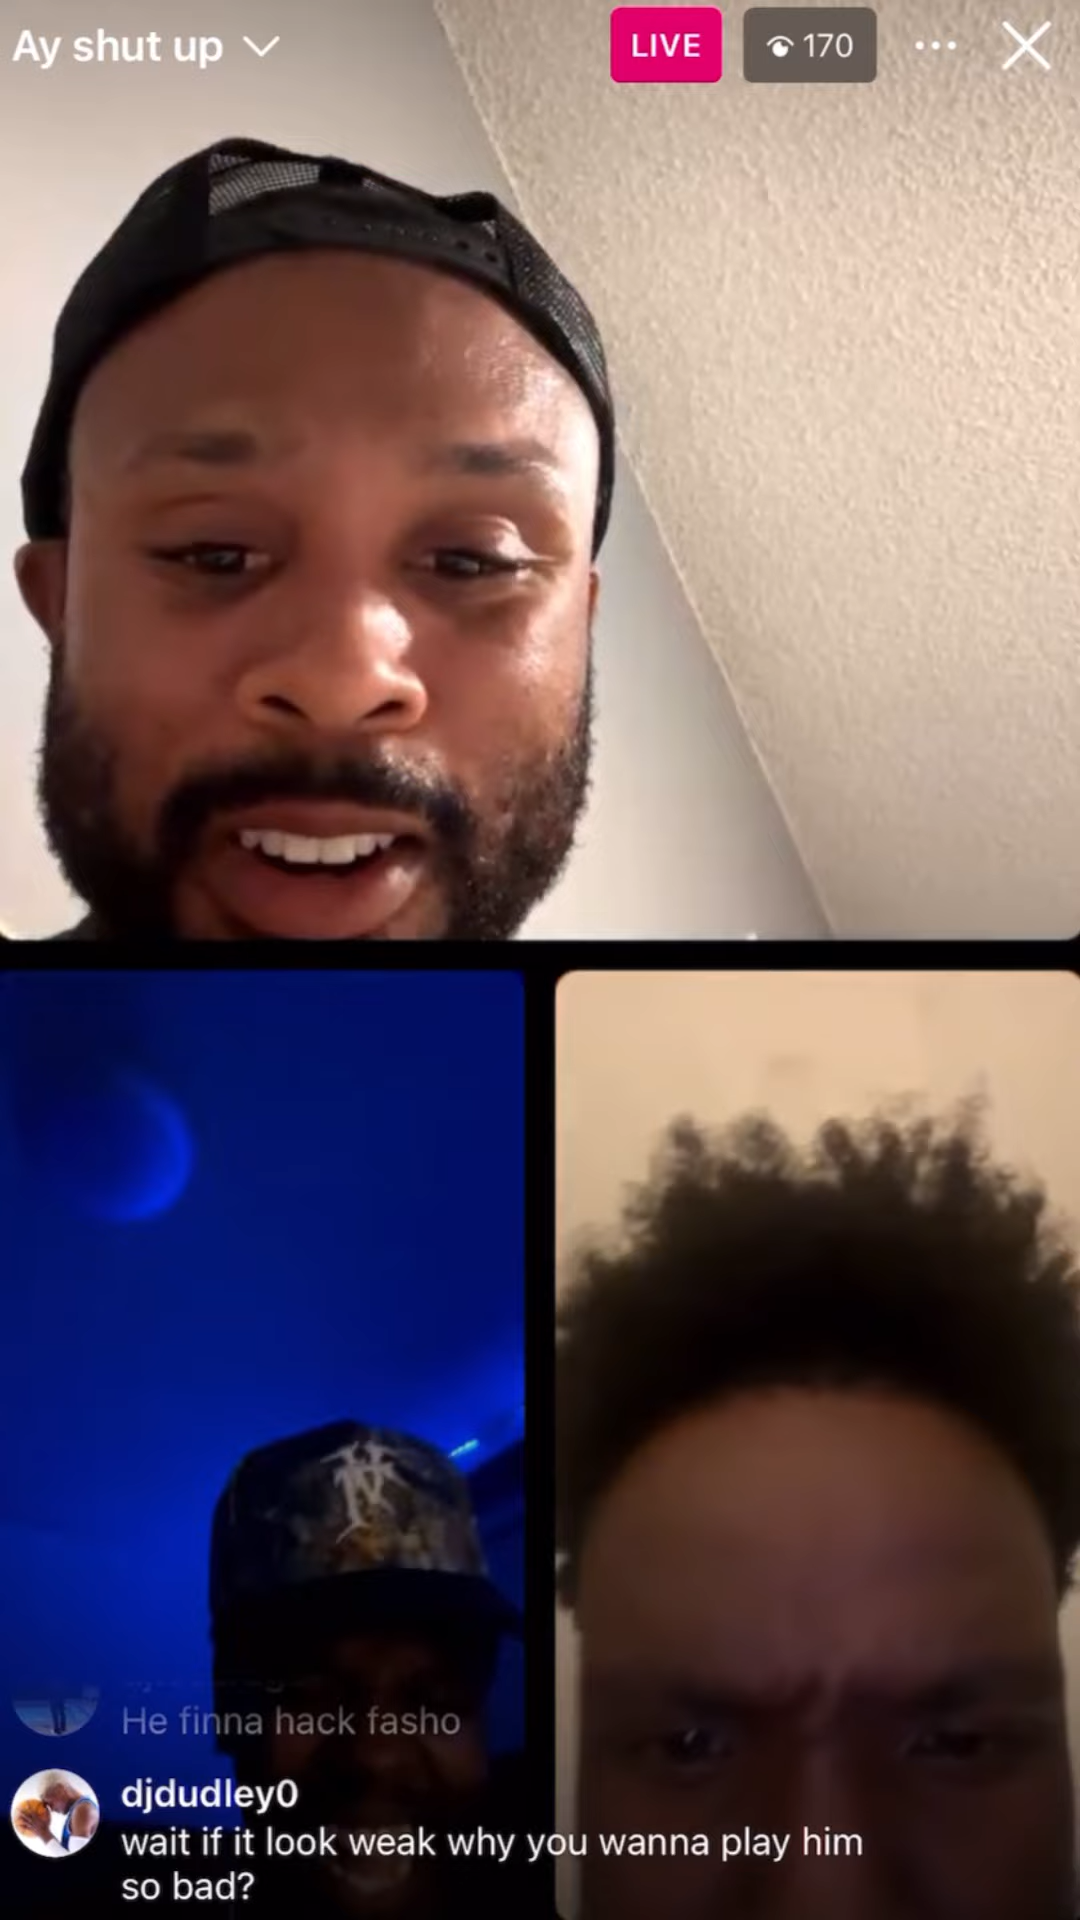 Ay shut up
LIVE
170
He finna hack fasho
djdudley0
wait if it look weak why you wanna play him
so bad?